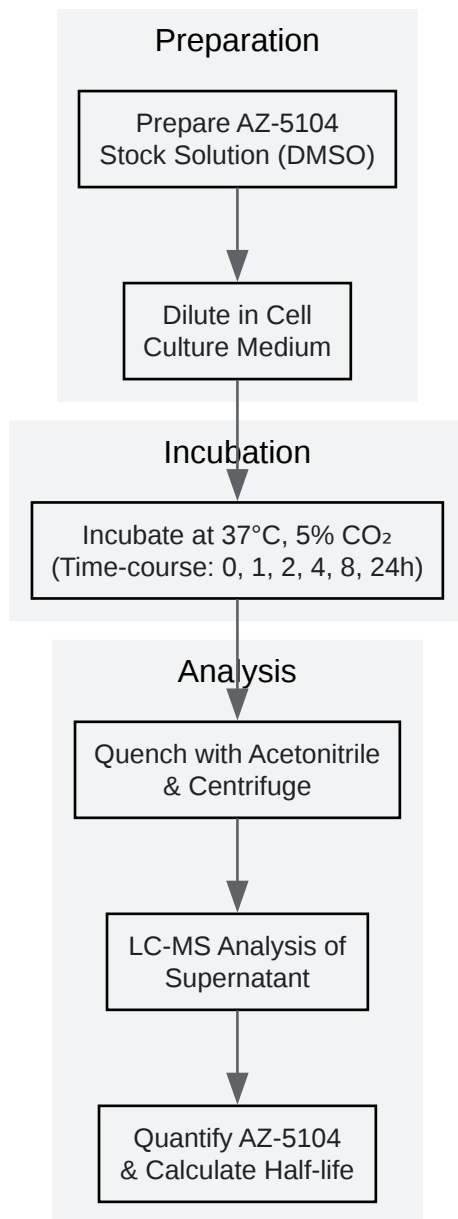 Preparation
Prepare AZ-5104
Stock Solution (DMSO)
Dilute in Cell
Culture Medium
Incubation
Incubate at 37°C, 5% CO₂
(Time-course: 0, 1, 2, 4, 8, 24h)
Analysis
Quench with Acetonitrile
& Centrifuge
LC-MS Analysis of
Supernatant
Quantify AZ-5104
& Calculate Half-life